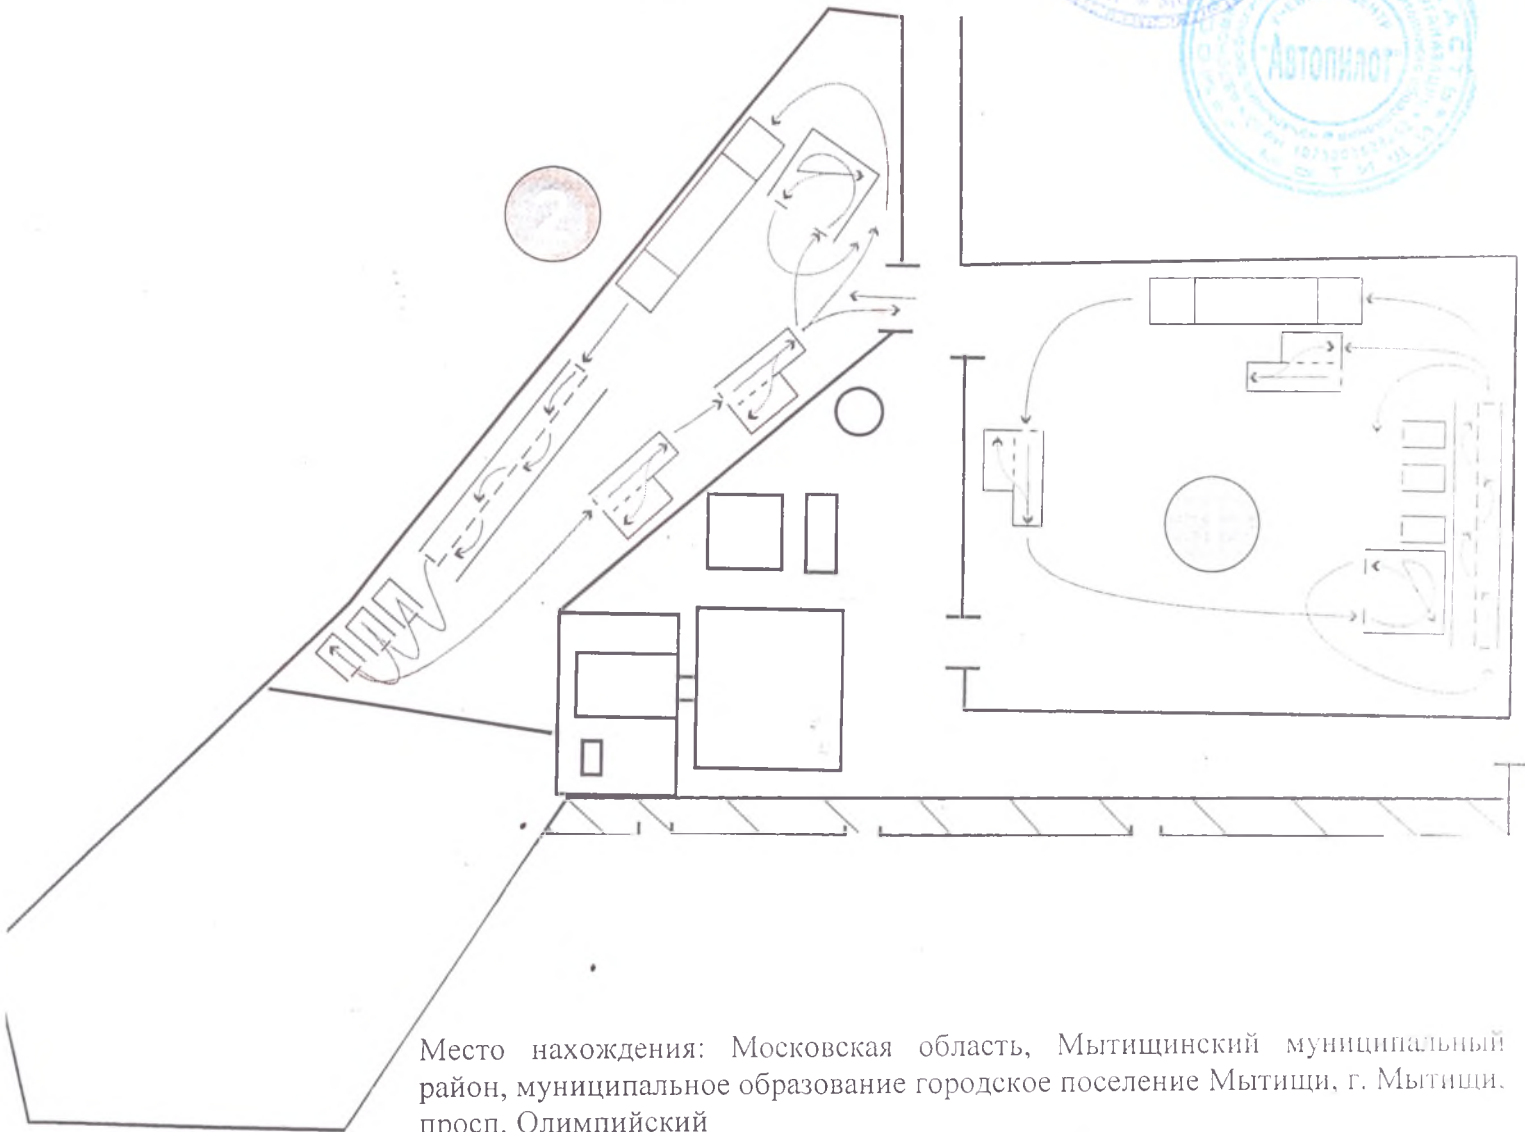 Автопилот
Место нахождения: Московская область, Мытищинский муниципальный
район, муниципальное образование городское поселение Мытищи, г. Мытищи,
просп. Олимпийский